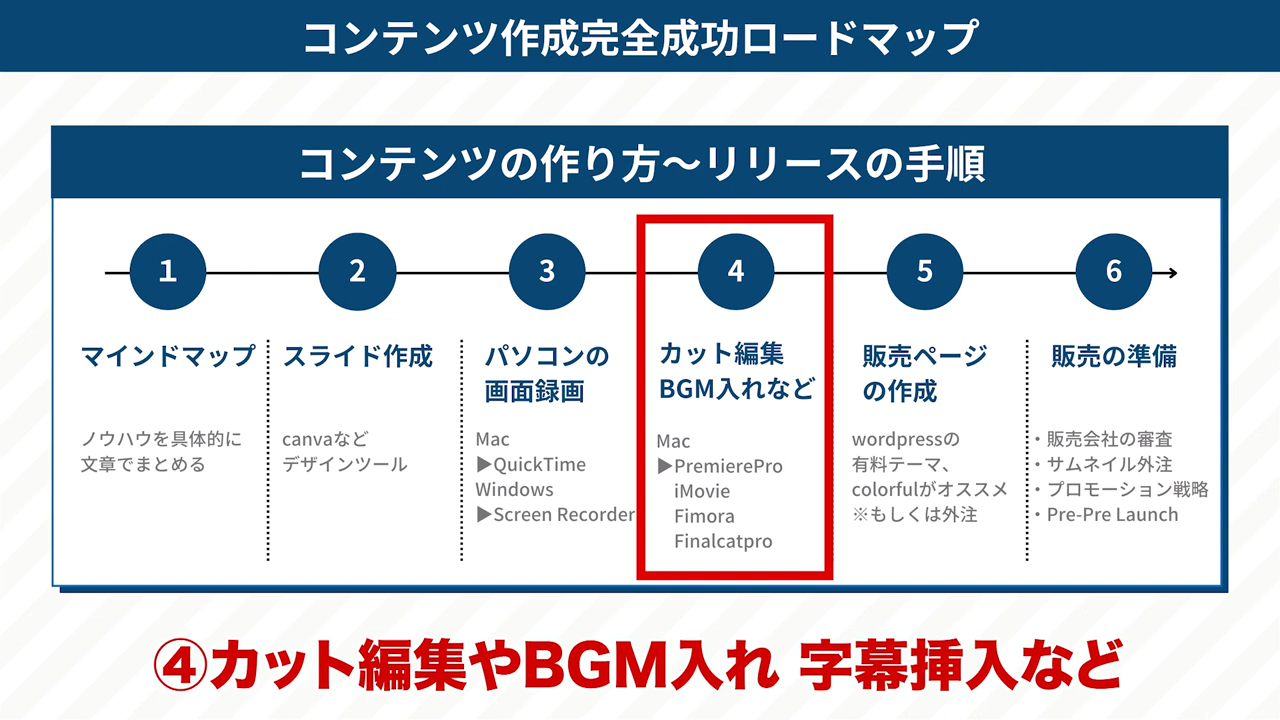 コンテンツ作成完全成功ロードマップ
コンテンツの作り方〜リリースの手順
1
マインドマップ
ノウハウを具体的に
文章でまとめる
2
スライド作成
canvaなど
デザインツール
3
パソコンの
画面録画
Mac
▶QuickTime
Windows
▶Screen Recorder
4
カット編集
BGM入れなど
Mac
▶PremierePro
iMovie
Fimora
Finalcatpro
5
販売ページ
の作成
wordpressの
有料テーマ、
colorfulがオススメ
※もしくは外注
6
販売の準備
・販売会社の審査
・サムネイル外注
・プロモーション戦略
・Pre-Pre Launch
④カット編集やBGM入れ 字幕挿入など